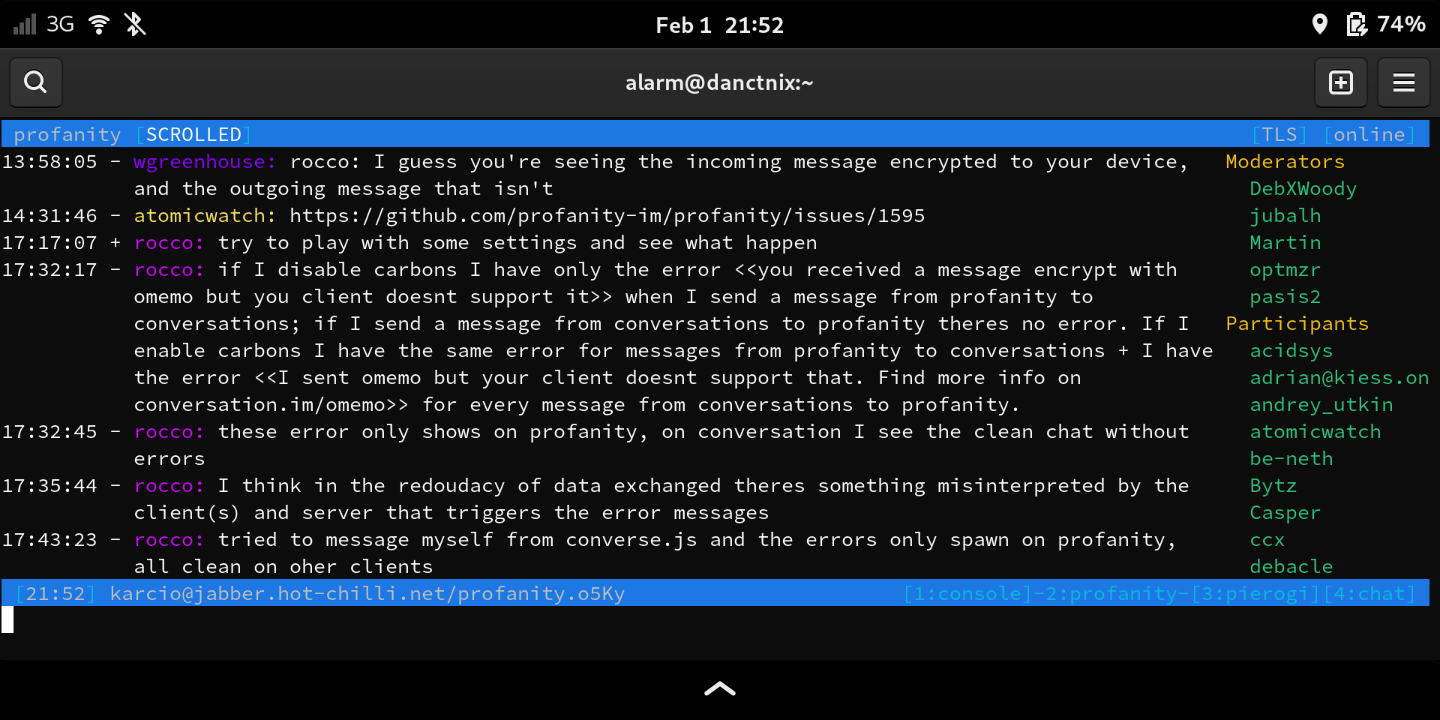 3G Feb 1 21:52 74%
alarm@danctnix:~
profanity [SCROLLED] [TLS] [online]
13:58:05 - wgreenhouse: rocco: I guess you're seeing the incoming message encrypted to your device, Moderators
and the outgoing message that isn't DebXWoody
14:31:46 - atomicwatch: https://github.com/profanity-im/profanity/issues/1595 jubalh
17:17:07 + rocco: try to play with some settings and see what happen Martin
17:32:17 - rocco: if I disable carbons I have only the error <<you received a message encrypt with optmzr
omemo but you client doesnt support it>> when I send a message from profanity to pasis2
conversations; if I send a message from conversations to profanity theres no error. If I Participants
enable carbons I have the same error for messages from profanity to conversations + I have acidsys
the error <<I sent omemo but your client doesnt support that. Find more info on adrian@kiess.on
conversation.im/omemo>> for every message from conversations to profanity. andrey_utkin
17:32:45 - rocco: these error only shows on profanity, on conversation I see the clean chat without atomicwatch
errors be-neth
17:35:44 - rocco: I think in the redoudacy of data exchanged theres something misinterpreted by the Bytz
client(s) and server that triggers the error messages Casper
17:43:23 - rocco: tried to message myself from converse.js and the errors only spawn on profanity, ccx
all clean on oher clients debacle
[21:52] karcio@jabber.hot-chilli.net/profanity.o5Ky [1:console]-2:profanity-[3:pierogi][4:chat]